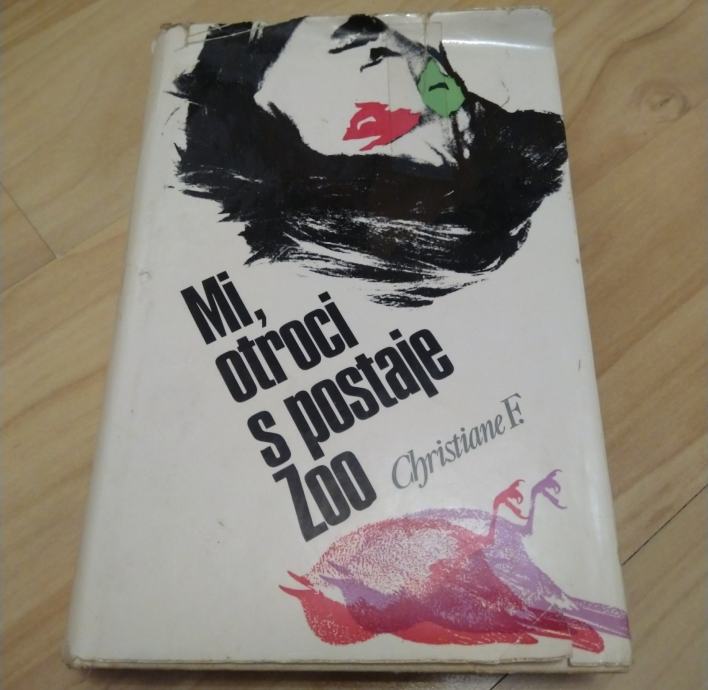 Mi,
otroci
s postaje
Zoo
Christiane F.